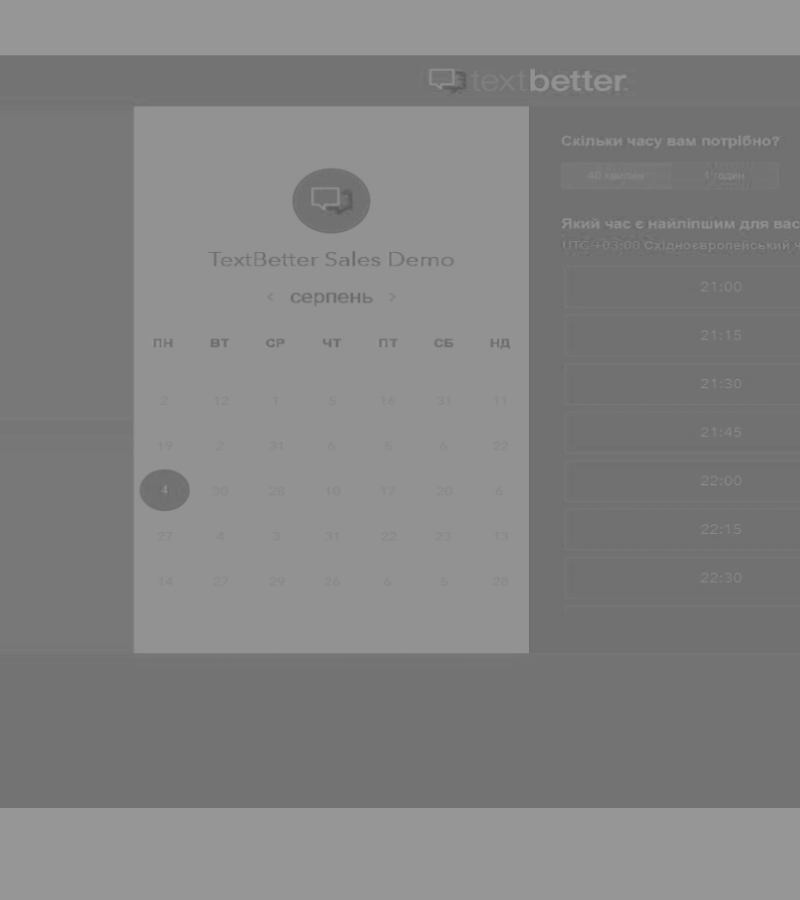 textbetter.
TextBetter Sales Demo
< серпень >
ПН ВТ СР ЧТ ПТ СБ НД
2 12 1 5 16 31 11
19 2 31 6 5 6 22
4 30 28 10 17 20 6
27 4 3 31 22 23 13
14 27 29 26 6 5 28
Скільки часу вам потрібно?
40 хвилин 1 годин
Який час є найліпшим для вас
UTC +03:00 Східноєвропейський ч
21:00
21:15
21:30
21:45
22:00
22:15
22:30